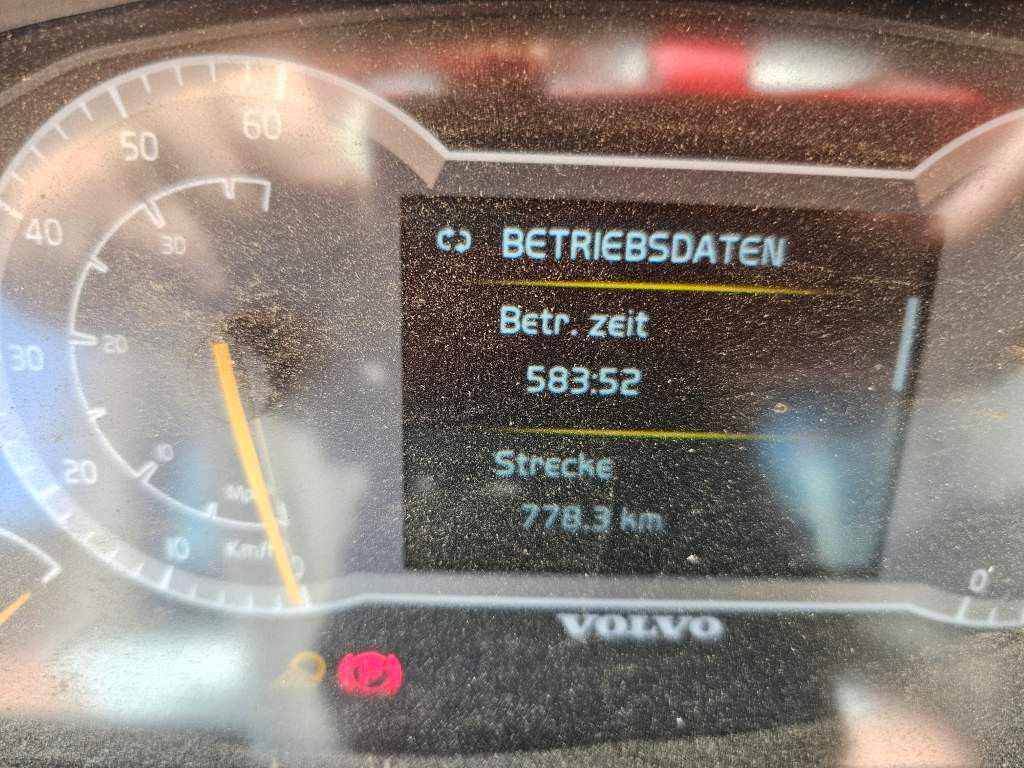 60
50
40
30
20
10
0
30
20
10
Km/h
BETRIEBSDATEN
Betr. zeit
583:52
Strecke
778.3 km
0
VOLVO